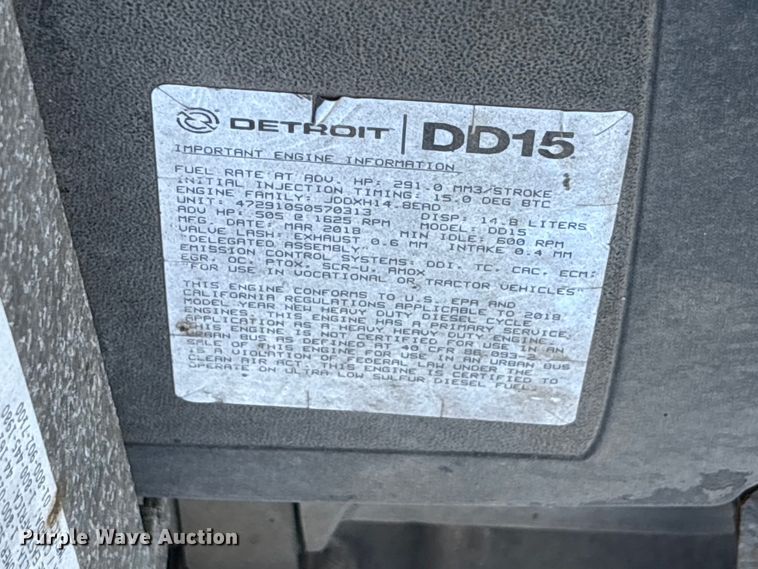 DETROIT | DD15
IMPORTANT ENGINE INFORMATION
FUEL RATE AT ADV. HP: 291.0 MM3/STROKE
INITIAL INJECTION TIMING: 15.0 DEG BTC
ENGINE FAMILY: JDDXH14.8EAD
UNIT: 472910S0570313 DISP: 14.8 LITERS
ADV HP: 505 @ 1625 RPM MODEL: DD15
MFG. DATE: MAR 2018 MIN IDLE: 600 RPM
VALVE LASH: EXHAUST 0.6 MM INTAKE 0.4 MM
*DELEGATED ASSEMBLY*
EMISSION CONTROL SYSTEMS: DDI, TC, CAC, ECM,
EGR, OC, PTOX, SCR-U, AMOX
*FOR USE IN VOCATIONAL OR TRACTOR VEHICLES*
THIS ENGINE CONFORMS TO U.S. EPA AND
CALIFORNIA REGULATIONS APPLICABLE TO 2018
MODEL YEAR NEW HEAVY DUTY DIESEL CYCLE
ENGINES. THIS ENGINE HAS A PRIMARY SERVICE
APPLICATION AS A HEAVY HEAVY DUTY ENGINE.
THIS ENGINE IS NOT CERTIFIED FOR USE IN AN
URBAN BUS AS DEFINED AT 40 CFR 86.093-2.
SALE OF THIS ENGINE FOR USE IN AN URBAN BUS
IS A VIOLATION OF FEDERAL LAW UNDER THE
CLEAN AIR ACT. THIS ENGINE IS CERTIFIED TO
OPERATE ON ULTRA LOW SULFUR DIESEL FUEL.
Purple Wave Auction